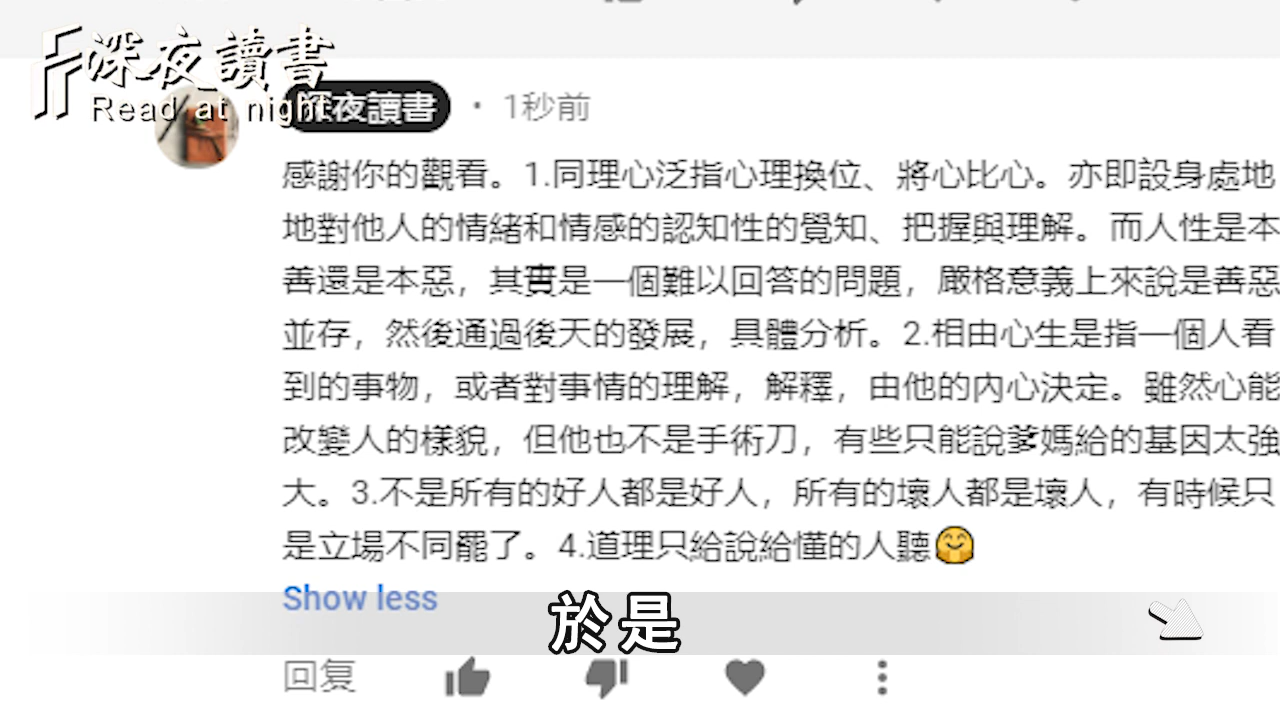 深夜讀書
Read at night
深夜讀書 · 1秒前
感謝你的觀看。1.同理心泛指心理換位、將心比心。亦即設身處地
地對他人的情緒和情感的認知性的覺知、把握與理解。而人性是本
善還是本惡，其實是一個難以回答的問題，嚴格意義上來說是善惡
並存，然後通過後天的發展，具體分析。2.相由心生是指一個人看
到的事物，或者對事情的理解，解釋，由他的內心決定。雖然心能
改變人的樣貌，但他也不是手術刀，有些只能說爹媽給的基因太強
大。3.不是所有的好人都是好人，所有的壞人都是壞人，有時候只
是立場不同罷了。4.道理只給說給懂的人聽🤗
Show less
於是
回复